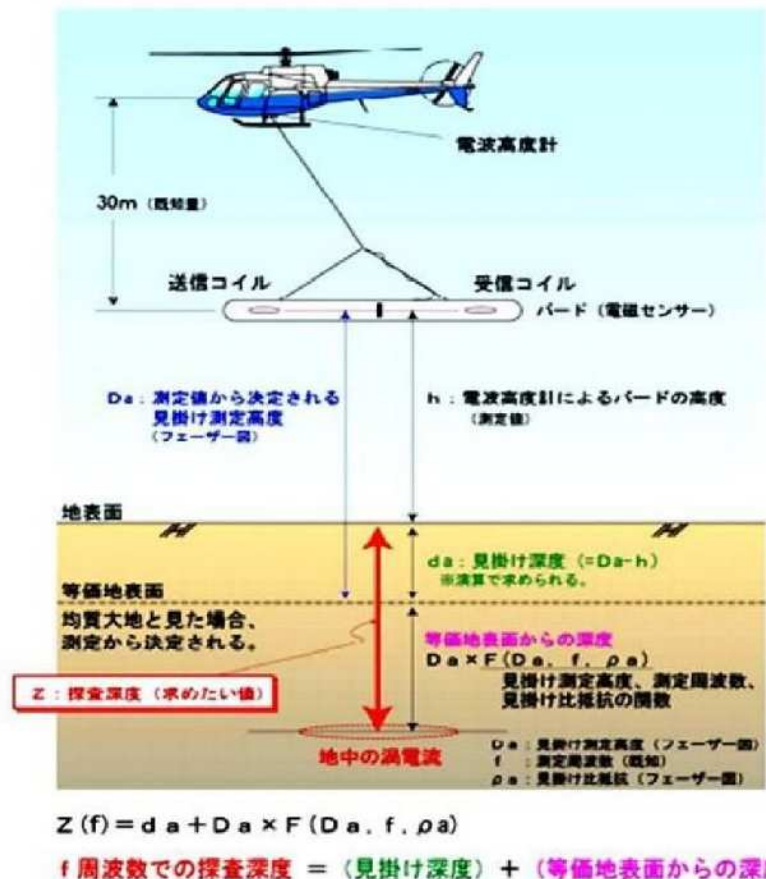 電波高度計
30m (既知量)
送信コイル
受信コイル
バード (電磁センサー)
Da : 測定値から決定される
見掛け測定高度
(フェーザー図)
h : 電波高度計によるバードの高度
(測定値)
地表面
da : 見掛け深度 (=Da-h)
※演算で求められる。
等価地表面
均質大地と見た場合、
測定から決定される。
等価地表面からの深度
Da×F(Da, f, ρa)
見掛け測定高度、測定周波数、
見掛け比抵抗の関数
Z : 探査深度 (求めたい値)
地中の渦電流
Da : 見掛け測定高度 (フェーザー図)
f : 測定周波数 (既知)
ρa : 見掛け比抵抗 (フェーザー図)
Z (f) = da + Da × F (Da, f, ρa)
f 周波数での探査深度 = (見掛け深度) + (等価地表面からの深